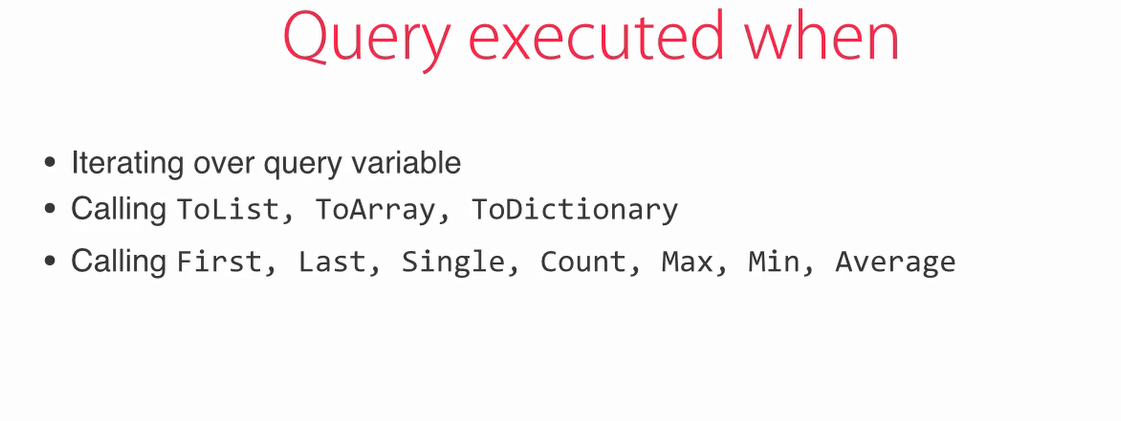 Query executed when
• Iterating over query variable
• Calling ToList, ToArray, ToDictionary
• Calling First, Last, Single, Count, Max, Min, Average